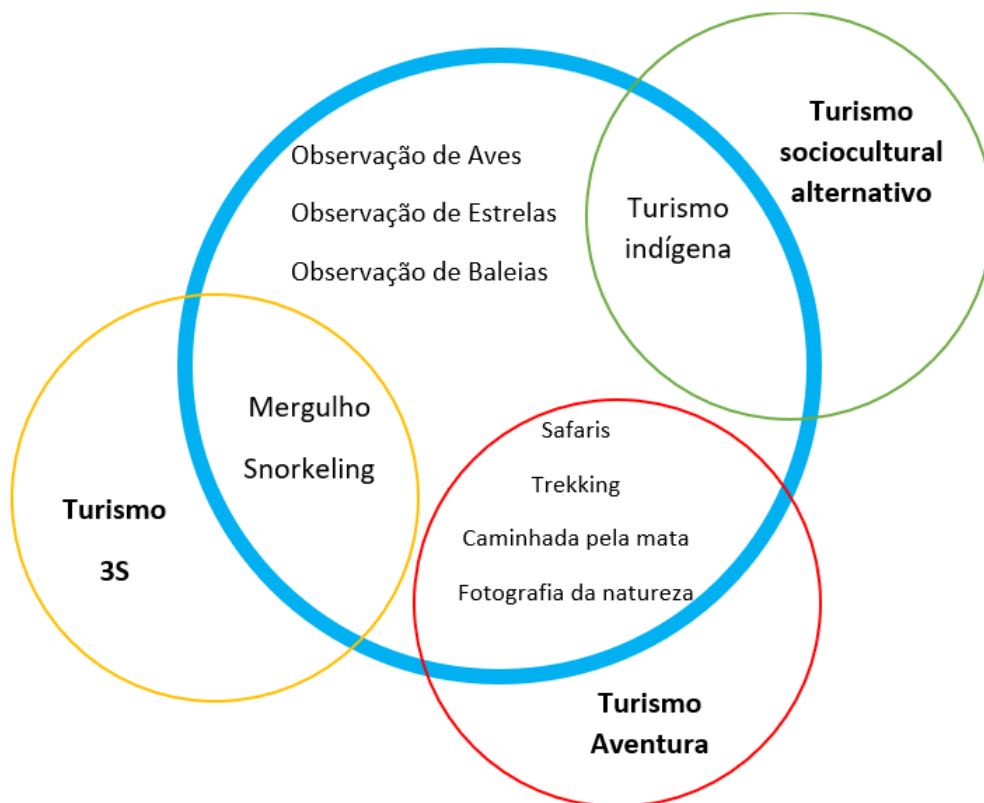 Turismo
sociocultural
alternativo
Observação de Aves
Observação de Estrelas
Observação de Baleias
Turismo
indígena
Mergulho
Snorkeling
Turismo
3S
Safaris
Trekking
Caminhada pela mata
Fotografia da natureza
Turismo
Aventura